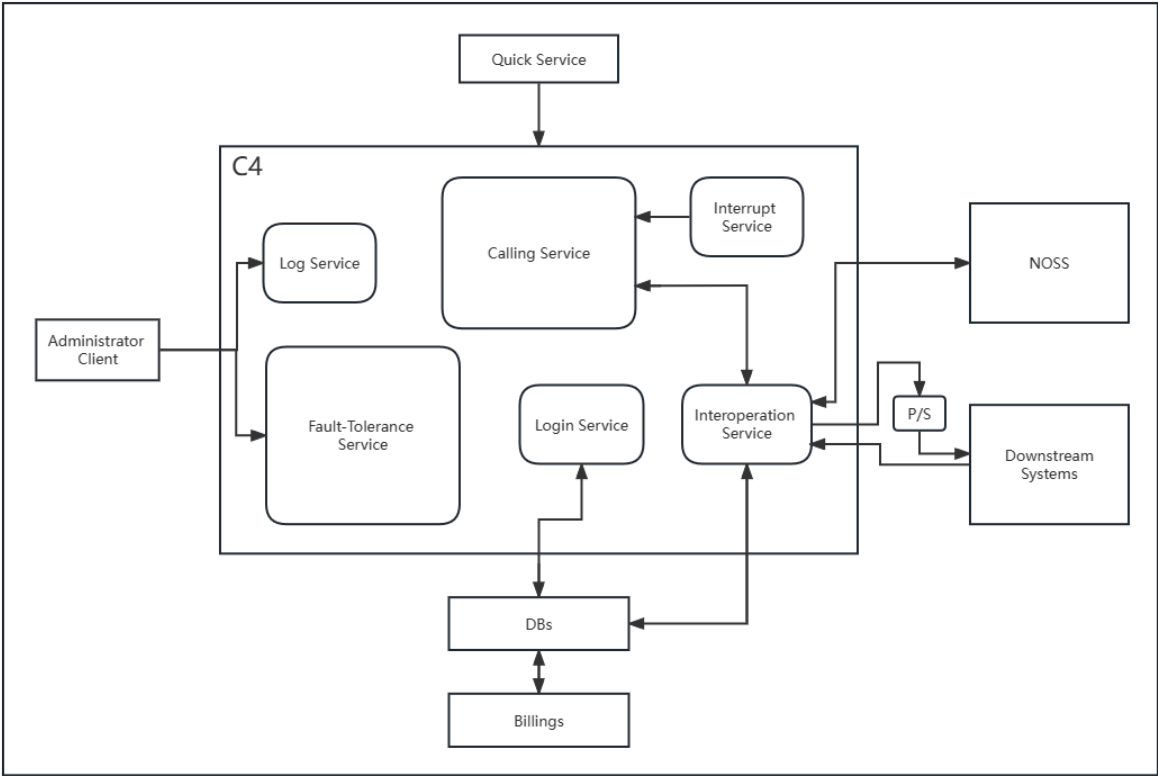 Quick Service
C4
Interrupt
Service
Calling Service
Log Service
NOSS
Administrator
Client
Fault-Tolerance
Service
Login Service
Interoperation
Service
P/S
Downstream
Systems
DBs
Billings